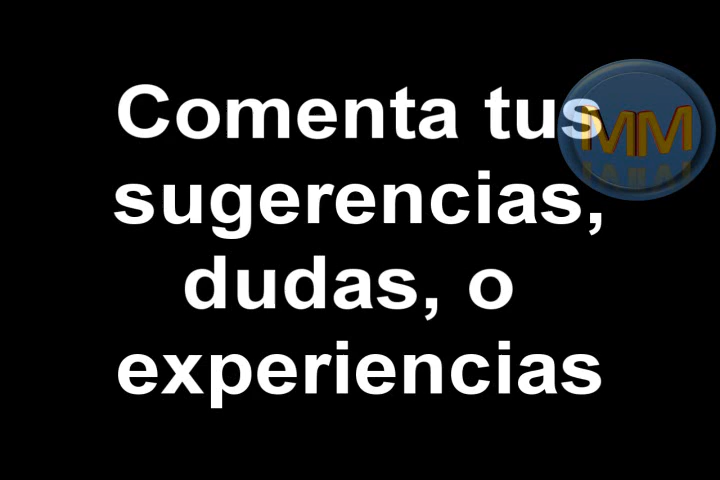 Comenta tus
sugerencias,
dudas, o
experiencias
MM